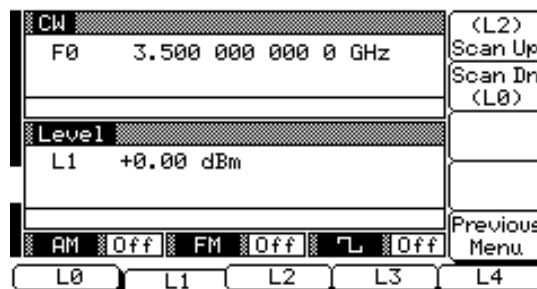 CW
F0 3.500 000 000 0 GHz
Level
L1 +0.00 dBm
AM Off FM Off Off
L0 L1 L2 L3 L4
(L2)
Scan Up
Scan Dn
(L0)
Previous
Menu